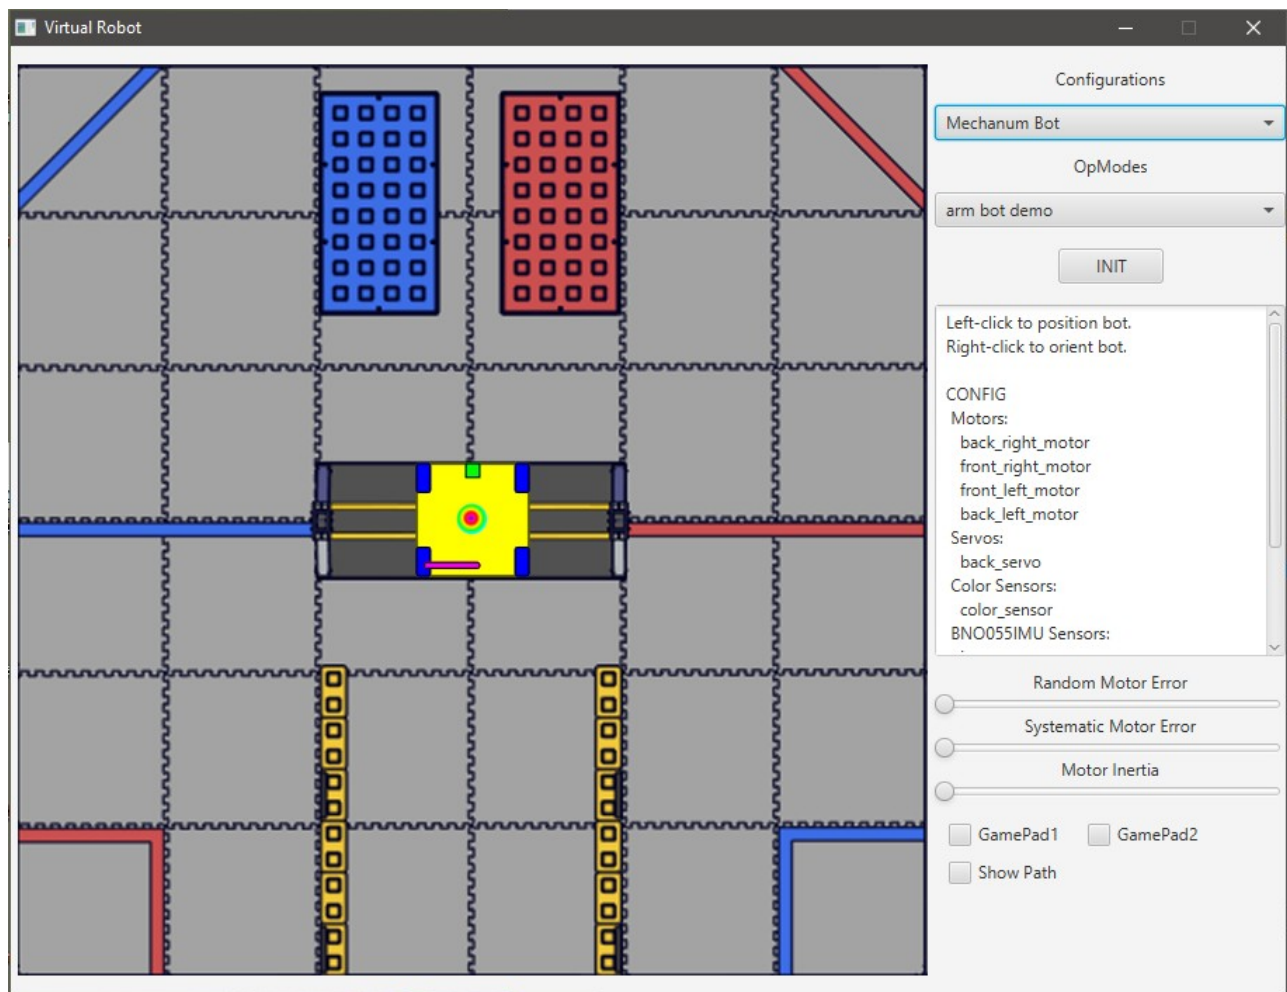 Virtual Robot
Configurations
Mechanum Bot
OpModes
arm bot demo
INIT
Left-click to position bot.
Right-click to orient bot.
CONFIG
Motors:
back_right_motor
front_right_motor
front_left_motor
back_left_motor
Servos:
back_servo
Color Sensors:
color_sensor
BNO055IMU Sensors:
Random Motor Error
Systematic Motor Error
Motor Inertia
GamePad1 GamePad2
Show Path